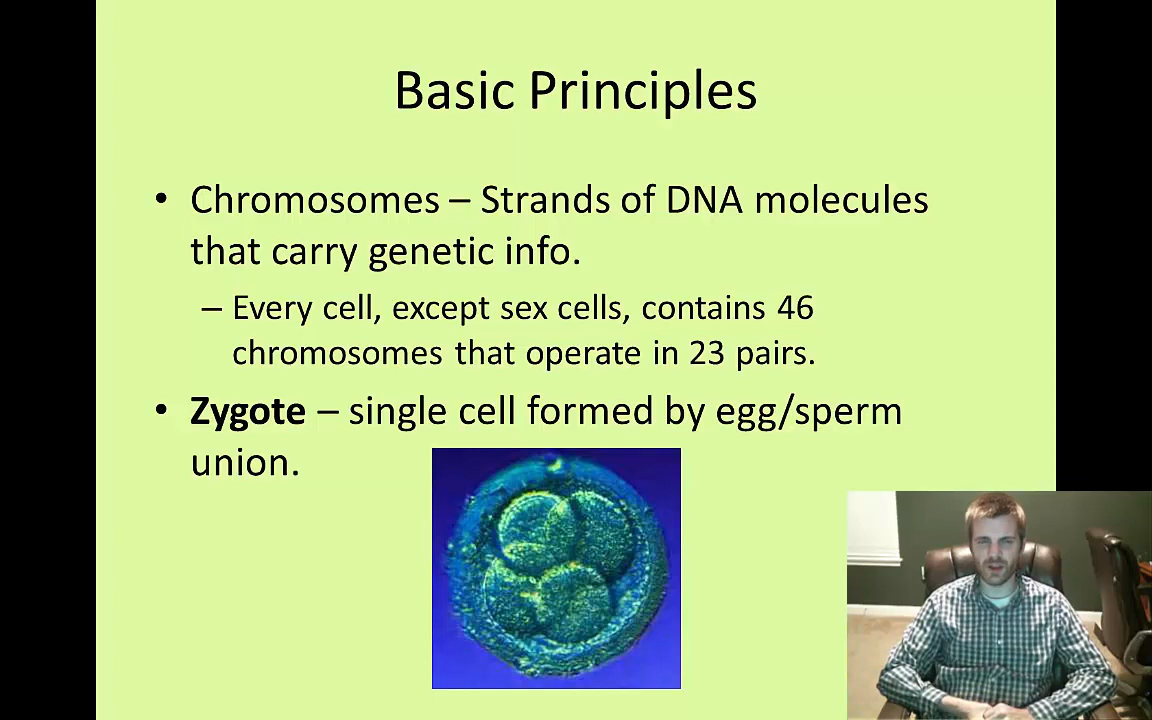 Basic Principles
• Chromosomes – Strands of DNA molecules
that carry genetic info.
– Every cell, except sex cells, contains 46
chromosomes that operate in 23 pairs.
• Zygote – single cell formed by egg/sperm
union.